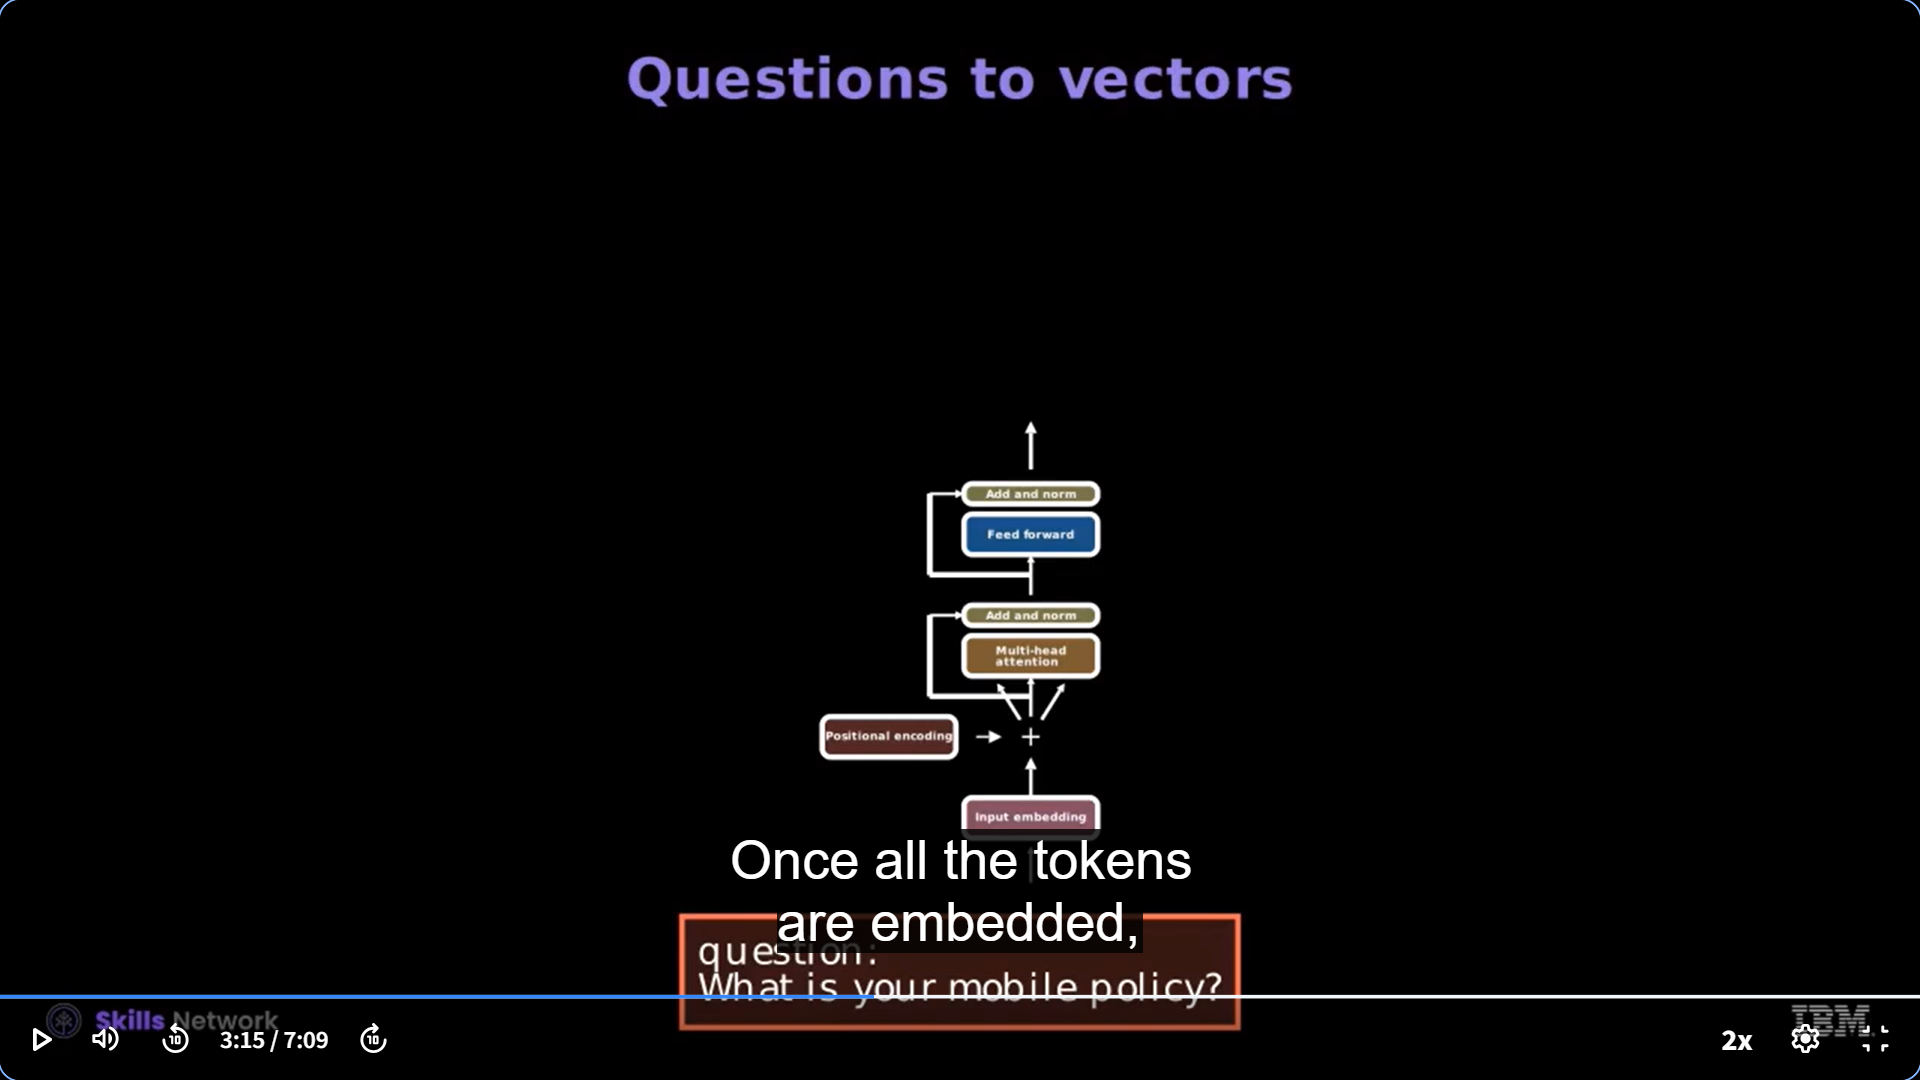 Questions to vectors
Add and norm
Feed forward
Add and norm
Multi-head
attention
Positional encoding
+
Input embedding
Once all the tokens
are embedded,
question:
What is your mobile policy?
Skills Network
IBM
10
3:15 / 7:09
10
2x